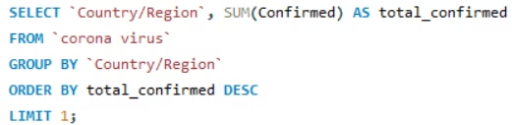 SELECT `Country/Region`, SUM(Confirmed) AS total_confirmed
FROM `corona virus`
GROUP BY `Country/Region`
ORDER BY total_confirmed DESC
LIMIT 1;